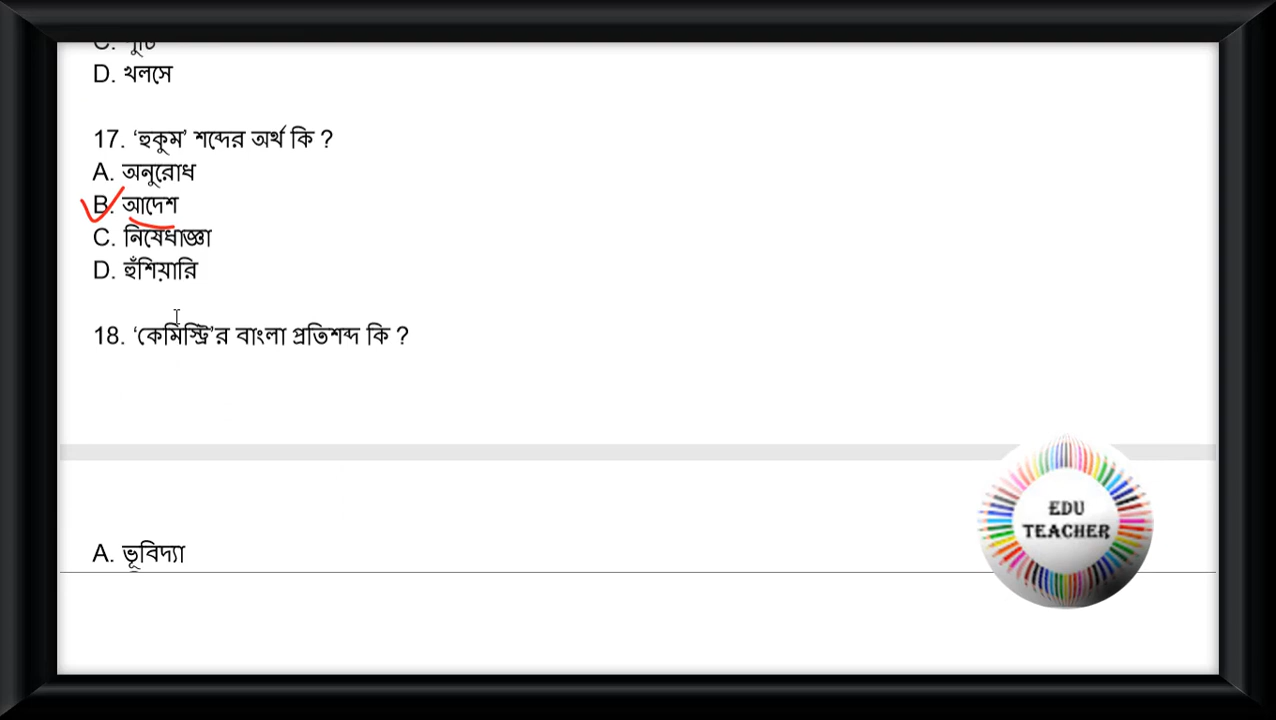 C. পুঁটি
D. খলসে
17. ‘হুকুম’ শব্দের অর্থ কি ?
A. অনুরোধ
B. আদেশ
C. নিষেধাজ্ঞা
D. হুঁশিয়ারি
18. ‘কেমিস্ট্রি’র বাংলা প্রতিশব্দ কি ?
A. ভূবিদ্যা
EDU
TEACHER